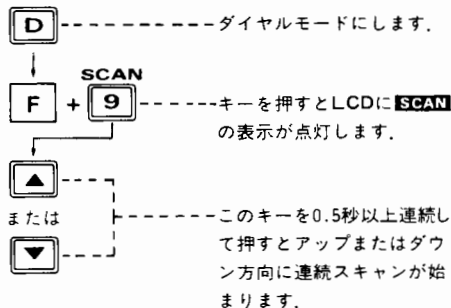 D ダイヤルモードにします.
SCAN
F + 9 キーを押すとLCDに SCAN
の表示が点灯します.
▲
または
このキーを0.5秒以上連続し
▼
て押すとアップまたはダウ
ン方向に連続スキャンが始
まります.